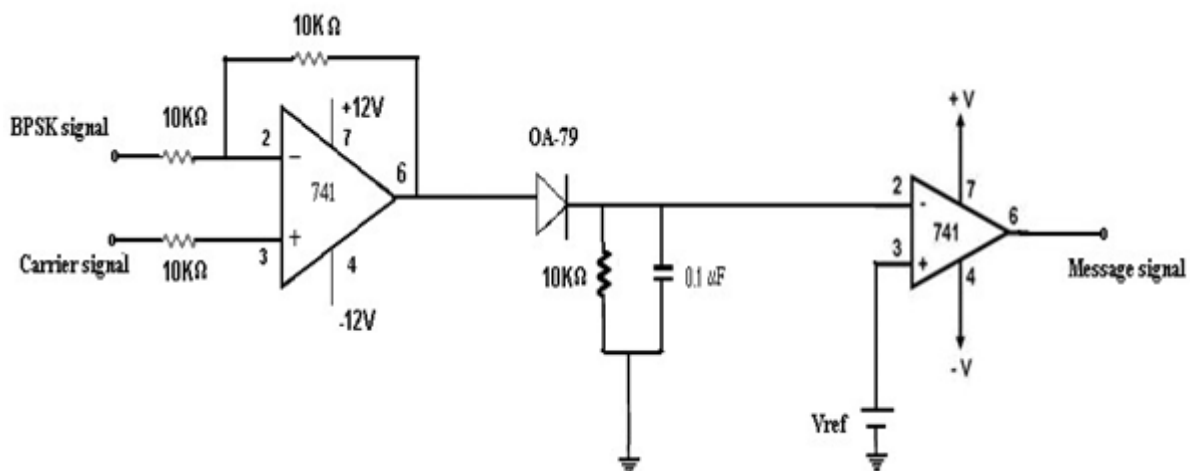 10KΩ
BPSK signal
10KΩ
2
−
+12V
7
741
6
+
3
4
-12V
Carrier signal
10KΩ
OA-79
10KΩ
0.1 uF
+ V
2
-
7
741
6
3
+
4
- V
Message signal
Vref